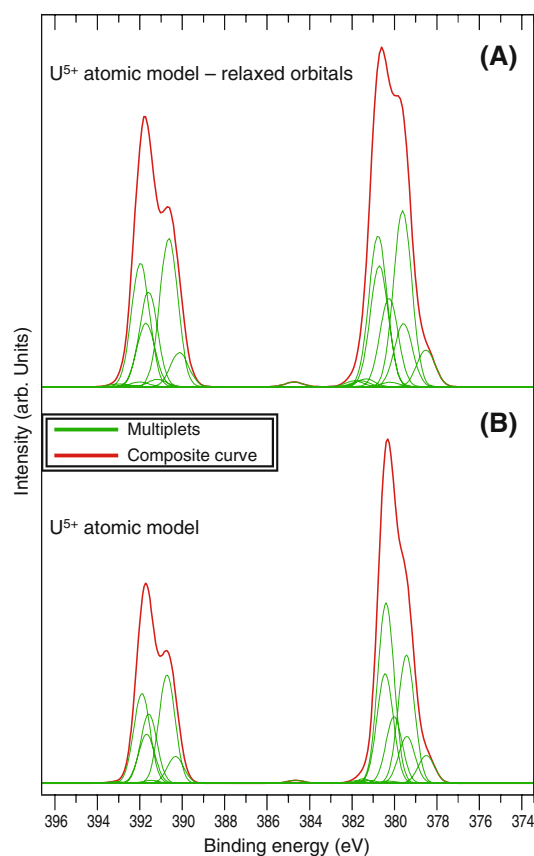 (A)
U⁵⁺ atomic model – relaxed orbitals
Intensity (arb. Units)
Multiplets
Composite curve
(B)
U⁵⁺ atomic model
396 394 392 390 388 386 384 382 380 378 376 374
Binding energy (eV)